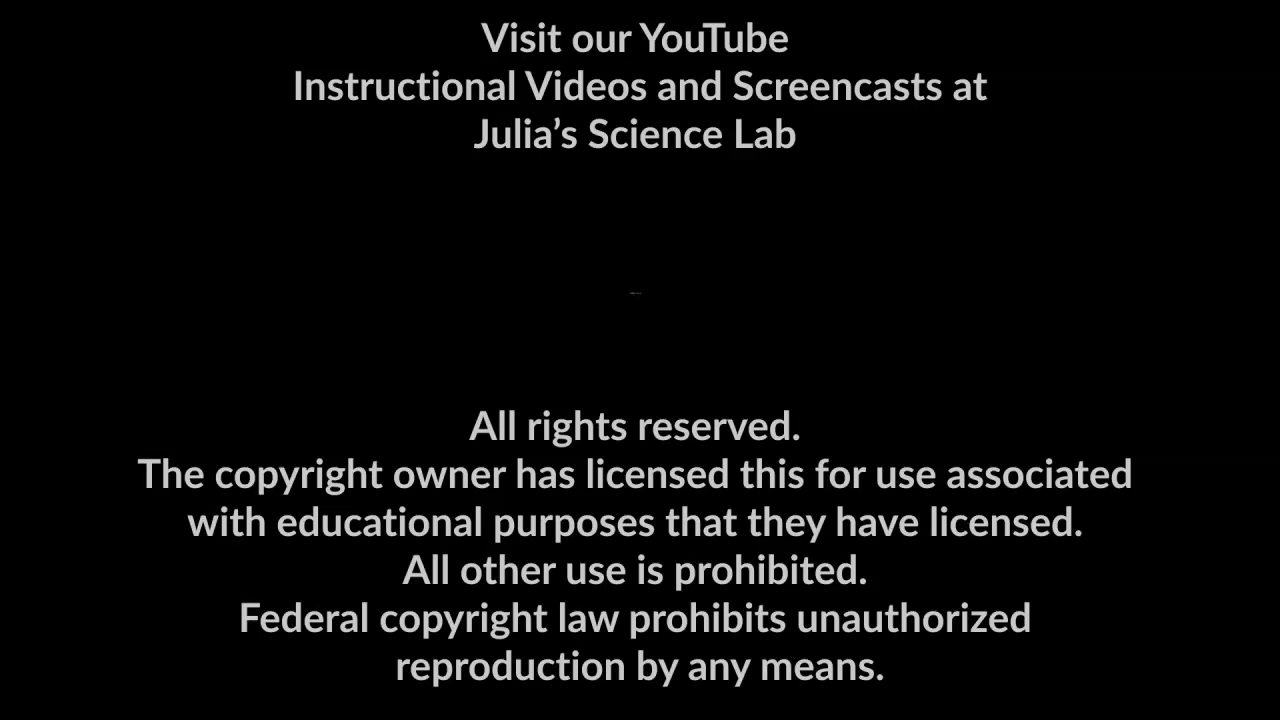 Visit our YouTube
Instructional Videos and Screencasts at
Julia’s Science Lab
All rights reserved.
The copyright owner has licensed this for use associated
with educational purposes that they have licensed.
All other use is prohibited.
Federal copyright law prohibits unauthorized
reproduction by any means.